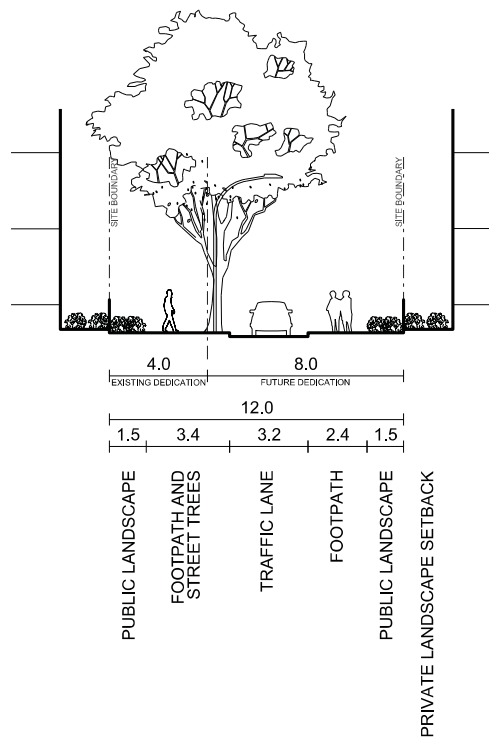 SITE BOUNDARY
SITE BOUNDARY
4.0
8.0
EXISTING DEDICATION
FUTURE DEDICATION
12.0
1.5
3.4
3.2
2.4
1.5
PUBLIC LANDSCAPE
FOOTPATH AND
STREET TREES
TRAFFIC LANE
FOOTPATH
PUBLIC LANDSCAPE
PRIVATE LANDSCAPE SETBACK